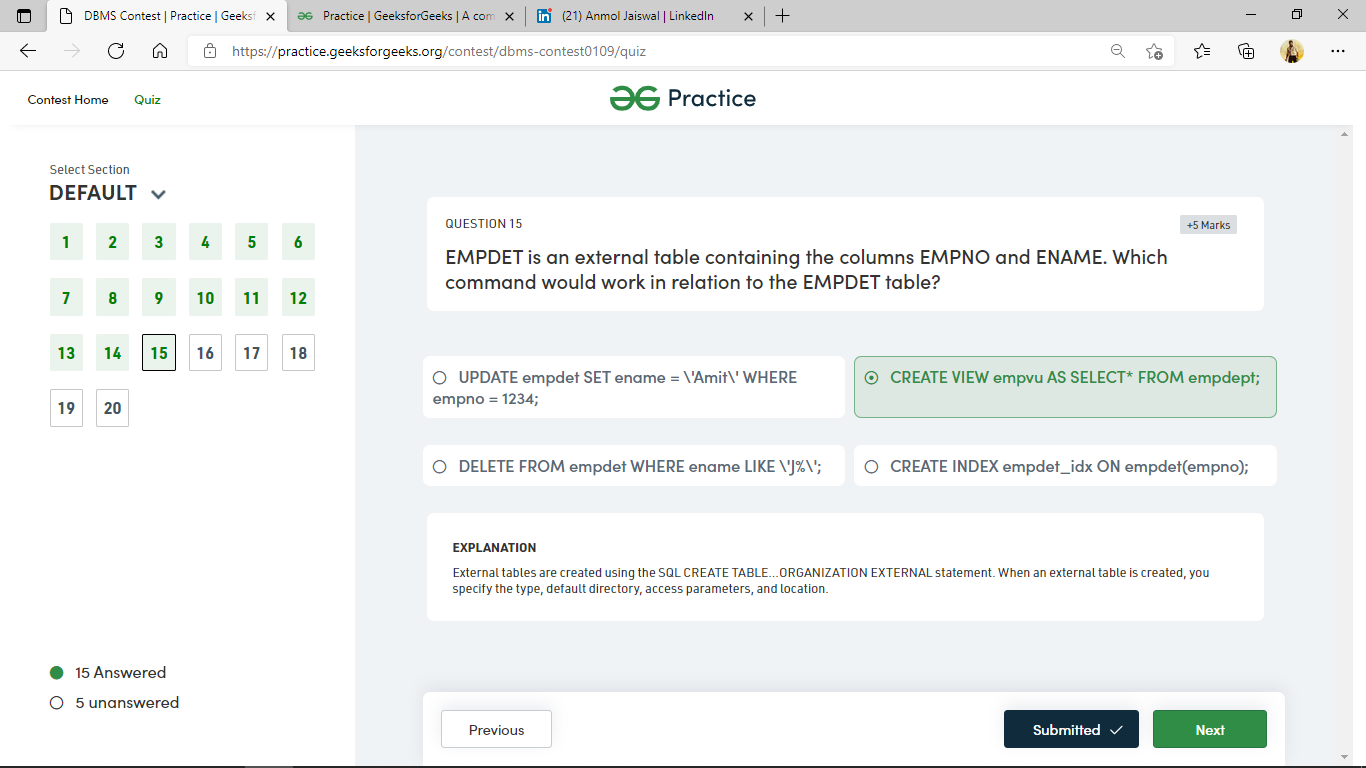 DBMS Contest | Practice | Geeksf
Practice | GeeksforGeeks | A com
(21) Anmol Jaiswal | LinkedIn
https://practice.geeksforgeeks.org/contest/dbms-contest0109/quiz
Contest Home
Quiz
Practice
Select Section
DEFAULT
1 2 3 4 5 6
7 8 9 10 11 12
13 14 15 16 17 18
19 20
15 Answered
5 unanswered
QUESTION 15
+5 Marks
EMPDET is an external table containing the columns EMPNO and ENAME. Which
command would work in relation to the EMPDET table?
UPDATE empdet SET ename = \'Amit\' WHERE
empno = 1234;
CREATE VIEW empvu AS SELECT* FROM empdept;
DELETE FROM empdet WHERE ename LIKE \'J%\';
CREATE INDEX empdet_idx ON empdet(empno);
EXPLANATION
External tables are created using the SQL CREATE TABLE...ORGANIZATION EXTERNAL statement. When an external table is created, you
specify the type, default directory, access parameters, and location.
Previous
Submitted
Next